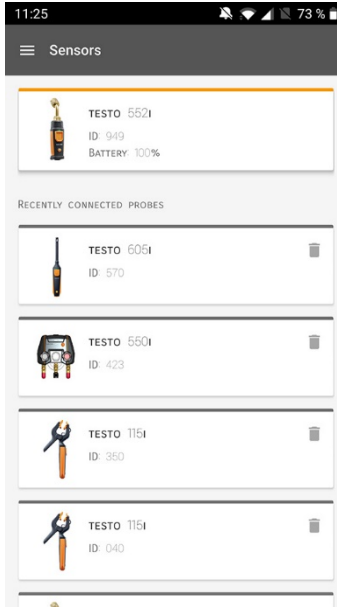 11:25
73 %
Sensors
TESTO 552I
ID: 949
BATTERY: 100%
RECENTLY CONNECTED PROBES
TESTO 605I
ID: 570
TESTO 550I
ID: 423
TESTO 115I
ID: 350
TESTO 115I
ID: 040